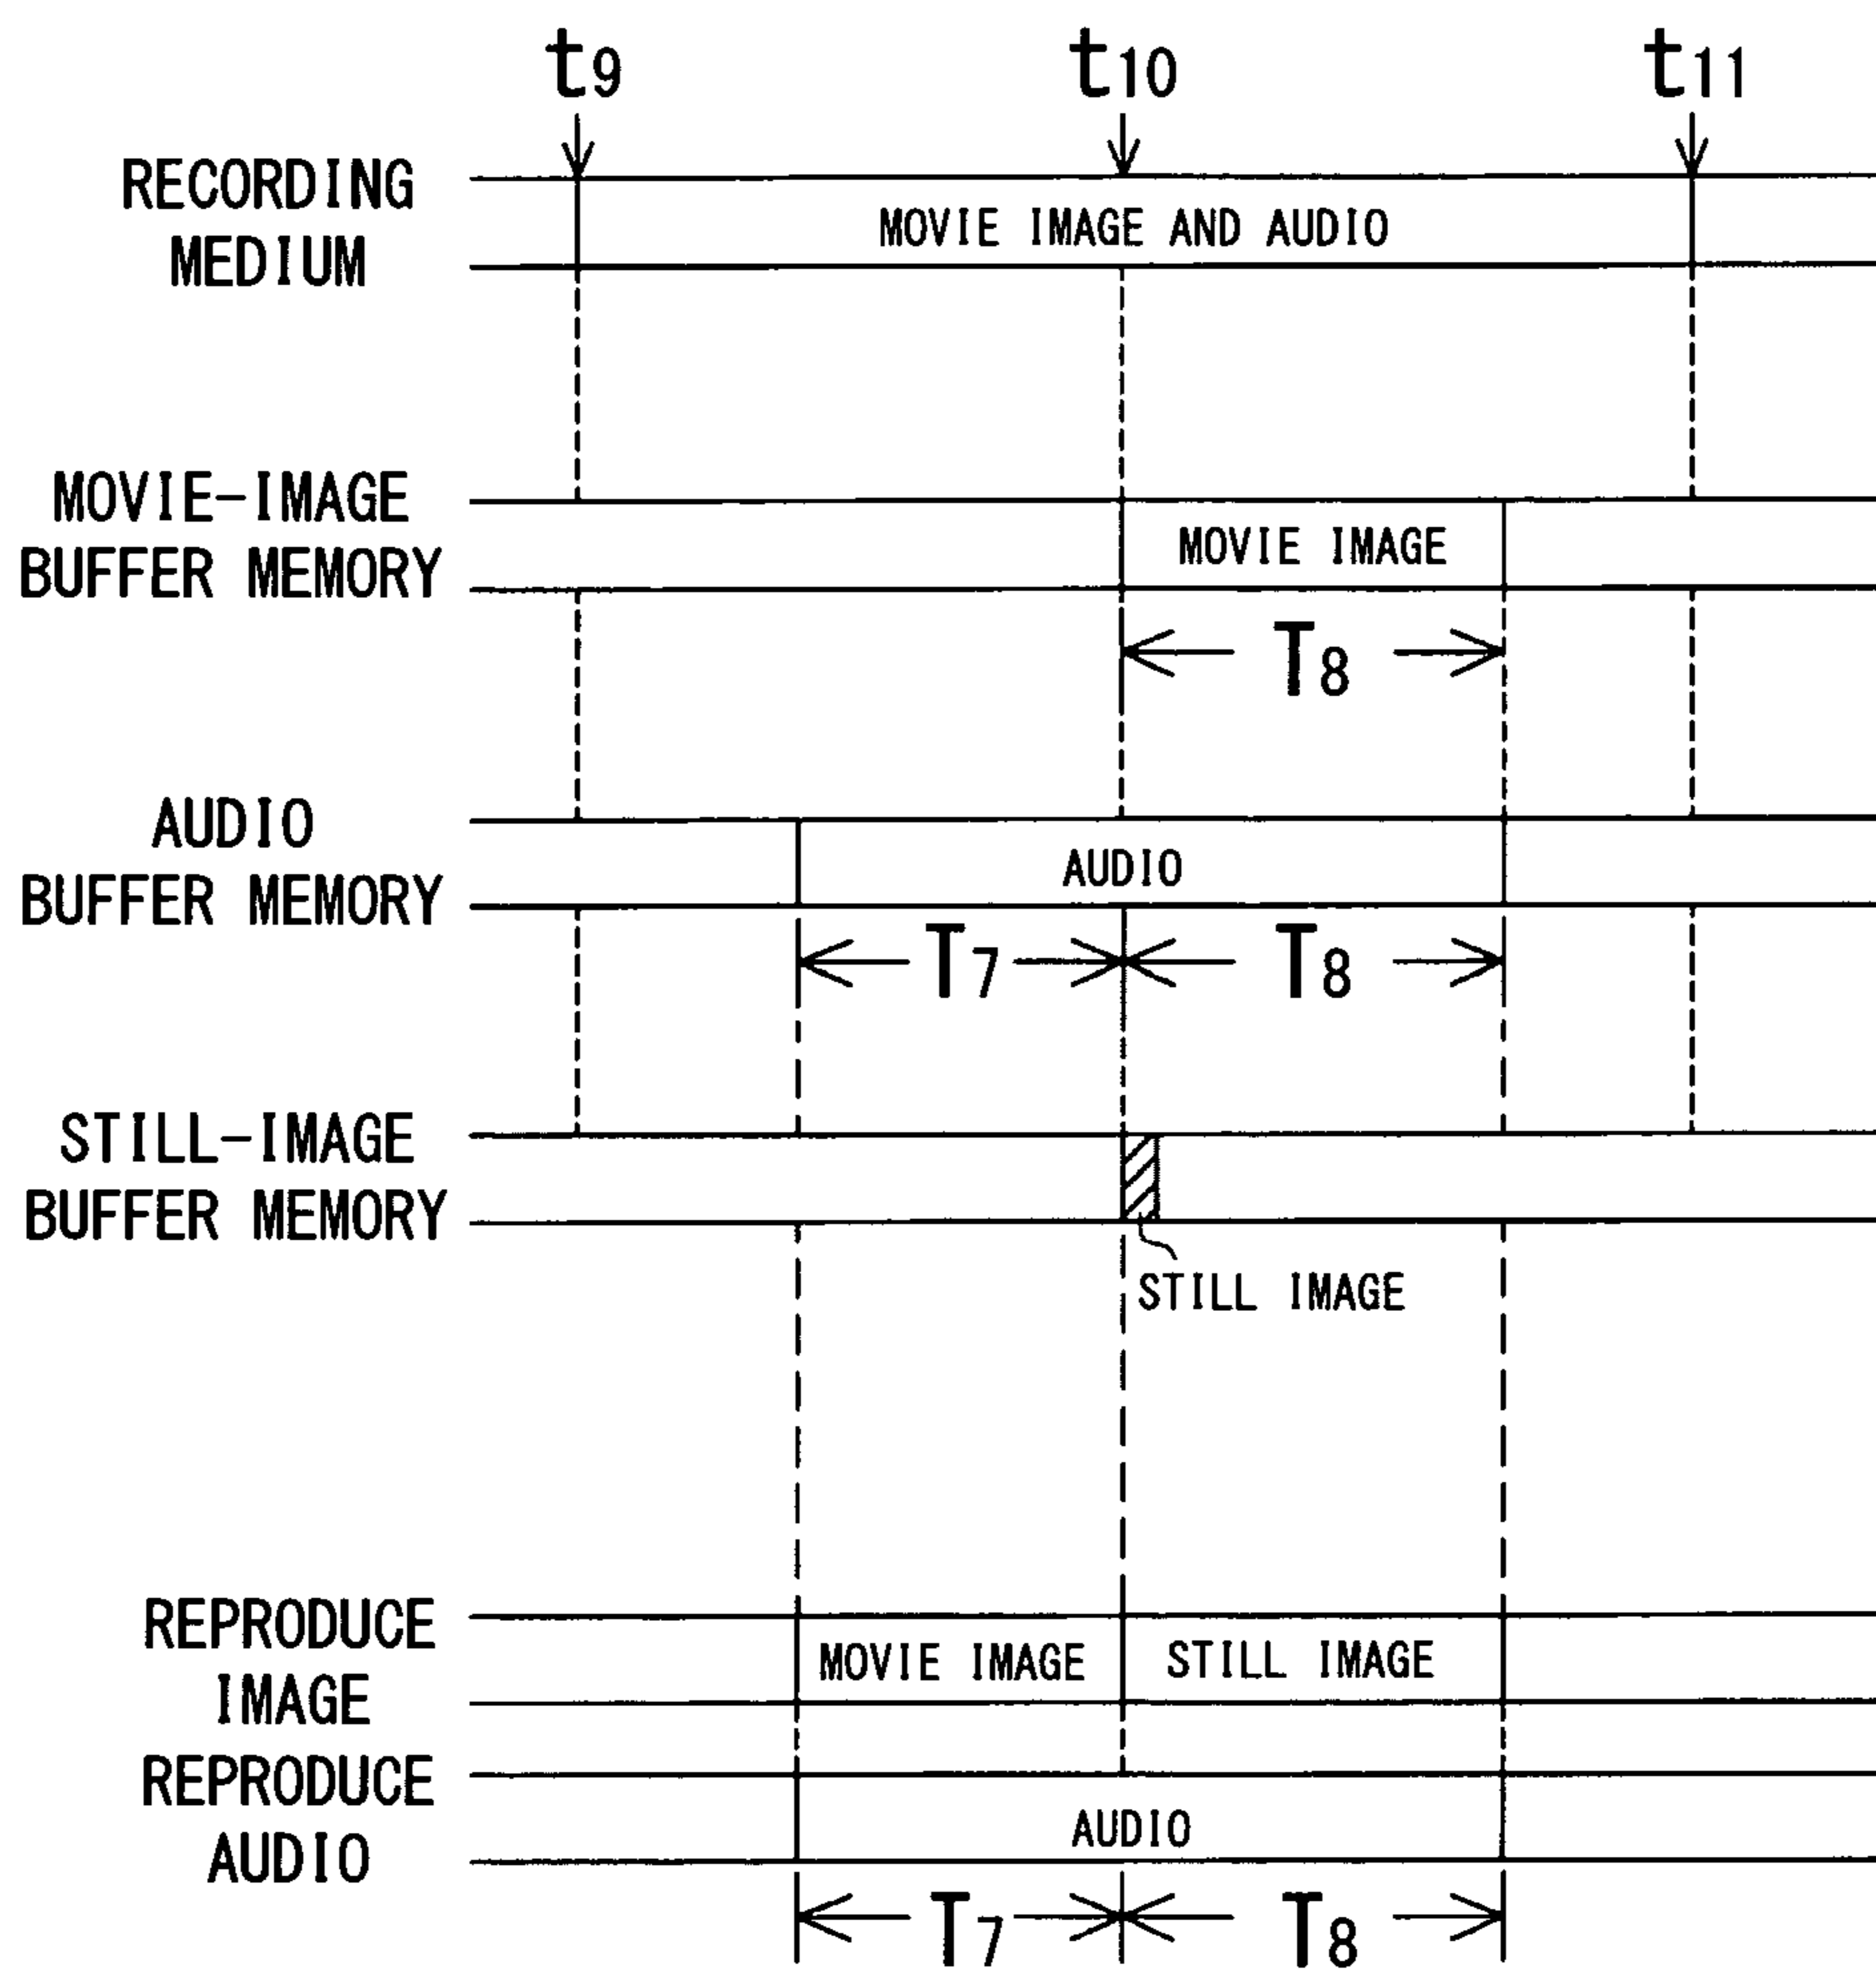 t9 t10 t11
RECORDING
MEDIUM
MOVIE IMAGE AND AUDIO
MOVIE-IMAGE
BUFFER MEMORY
MOVIE IMAGE
T8
AUDIO
BUFFER MEMORY
AUDIO
T7 T8
STILL-IMAGE
BUFFER MEMORY
STILL IMAGE
REPRODUCE
IMAGE
MOVIE IMAGE STILL IMAGE
REPRODUCE
AUDIO
AUDIO
T7 T8